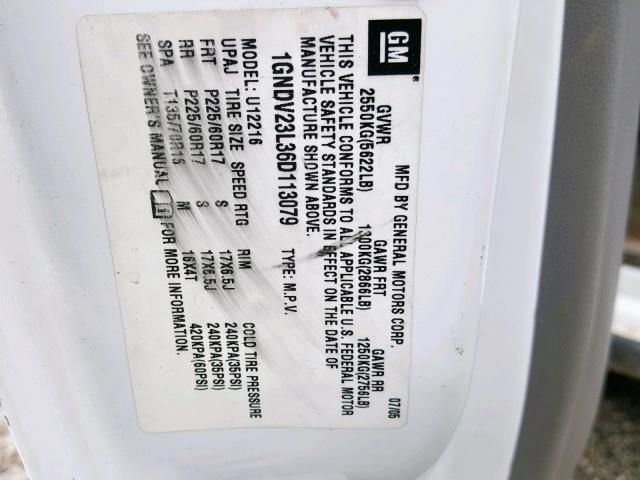 GM
®
MFD BY GENERAL MOTORS CORP. 07/05
GVWR GAWR FRT GAWR RR
2550KG(5622LB) 1300KG(2866LB) 1250KG(2756LB)
THIS VEHICLE CONFORMS TO ALL APPLICABLE U.S. FEDERAL MOTOR
VEHICLE SAFETY STANDARDS IN EFFECT ON THE DATE OF
MANUFACTURE SHOWN ABOVE.
1GNDV23L36D113079 TYPE: M.P.V.
MODEL: U12216
UPAJ TIRE SIZE SPEED RTG RIM COLD TIRE PRESSURE
FRT P225/60R17 S 17X6.5J 240KPA(35PSI)
RR P225/60R17 S 17X6.5J 240KPA(35PSI)
SPA T135/70R16 M 16X4T 420KPA(60PSI)
SEE OWNER'S MANUAL FOR MORE INFORMATION.